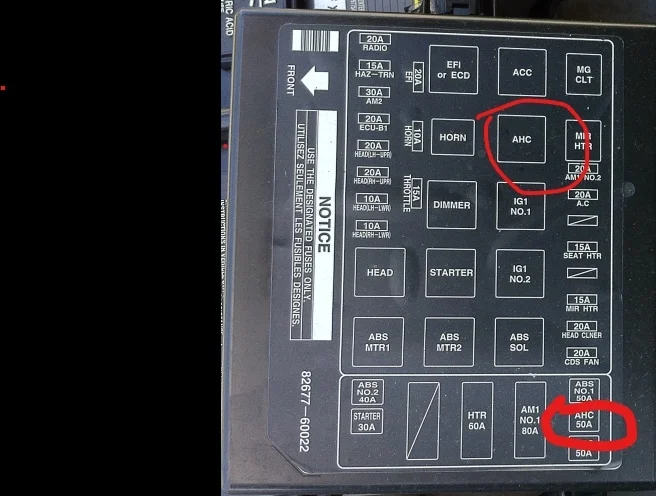 RIC ACID
FRONT
NOTICE
USE THE DESIGNATED FUSES ONLY.
UTILISEZ SEULEMENT LES FUSIBLES DESIGNES.
82677-60022
20A
RADIO
15A
HAZ-TRN
30A
AM2
20A
ECU-B1
20A
HEAD(LH-UPR)
20A
HEAD(RH-UPR)
10A
HEAD(LH-LWR)
10A
HEAD(RH-LWR)
20A
EFI
10A
HORN
15A
THROTTLE
EFI
or ECD
ACC
MG
CLT
HORN
AHC
MIR
HTR
20A
AM1 NO.2
DIMMER
IG1
NO.1
20A
A.C
HEAD
STARTER
IG1
NO.2
15A
SEAT HTR
15A
MIR HTR
ABS
MTR1
ABS
MTR2
ABS
SOL
20A
HEAD CLNER
20A
CDS FAN
ABS
NO.2
40A
STARTER
30A
HTR
60A
AM1
NO.1
80A
ABS
NO.1
50A
AHC
50A
50A